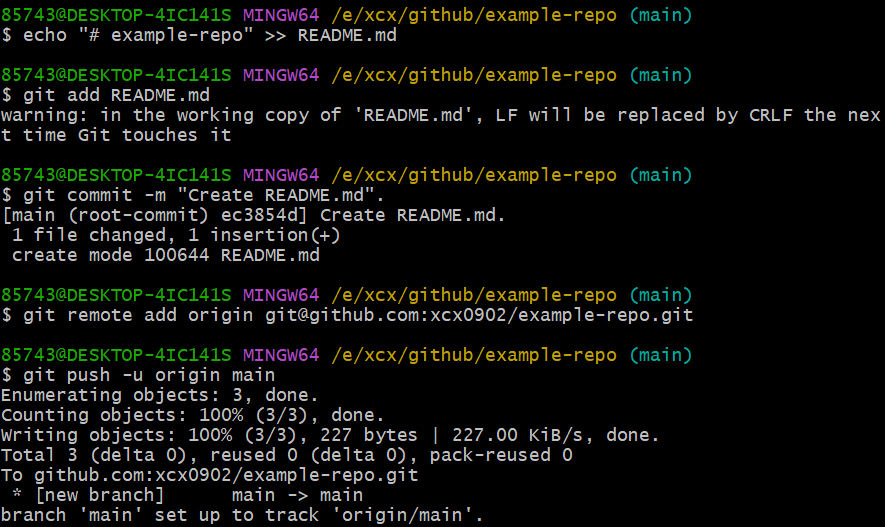 85743@DESKTOP-4IC141S MINGW64 /e/xcx/github/example-repo (main)
$ echo "# example-repo" >> README.md
85743@DESKTOP-4IC141S MINGW64 /e/xcx/github/example-repo (main)
$ git add README.md
warning: in the working copy of 'README.md', LF will be replaced by CRLF the nex
t time Git touches it
85743@DESKTOP-4IC141S MINGW64 /e/xcx/github/example-repo (main)
$ git commit -m "Create README.md".
[main (root-commit) ec3854d] Create README.md.
 1 file changed, 1 insertion(+)
 create mode 100644 README.md
85743@DESKTOP-4IC141S MINGW64 /e/xcx/github/example-repo (main)
$ git remote add origin git@github.com:xcx0902/example-repo.git
85743@DESKTOP-4IC141S MINGW64 /e/xcx/github/example-repo (main)
$ git push -u origin main
Enumerating objects: 3, done.
Counting objects: 100% (3/3), done.
Writing objects: 100% (3/3), 227 bytes | 227.00 KiB/s, done.
Total 3 (delta 0), reused 0 (delta 0), pack-reused 0
To github.com:xcx0902/example-repo.git
 * [new branch]      main -> main
branch 'main' set up to track 'origin/main'.